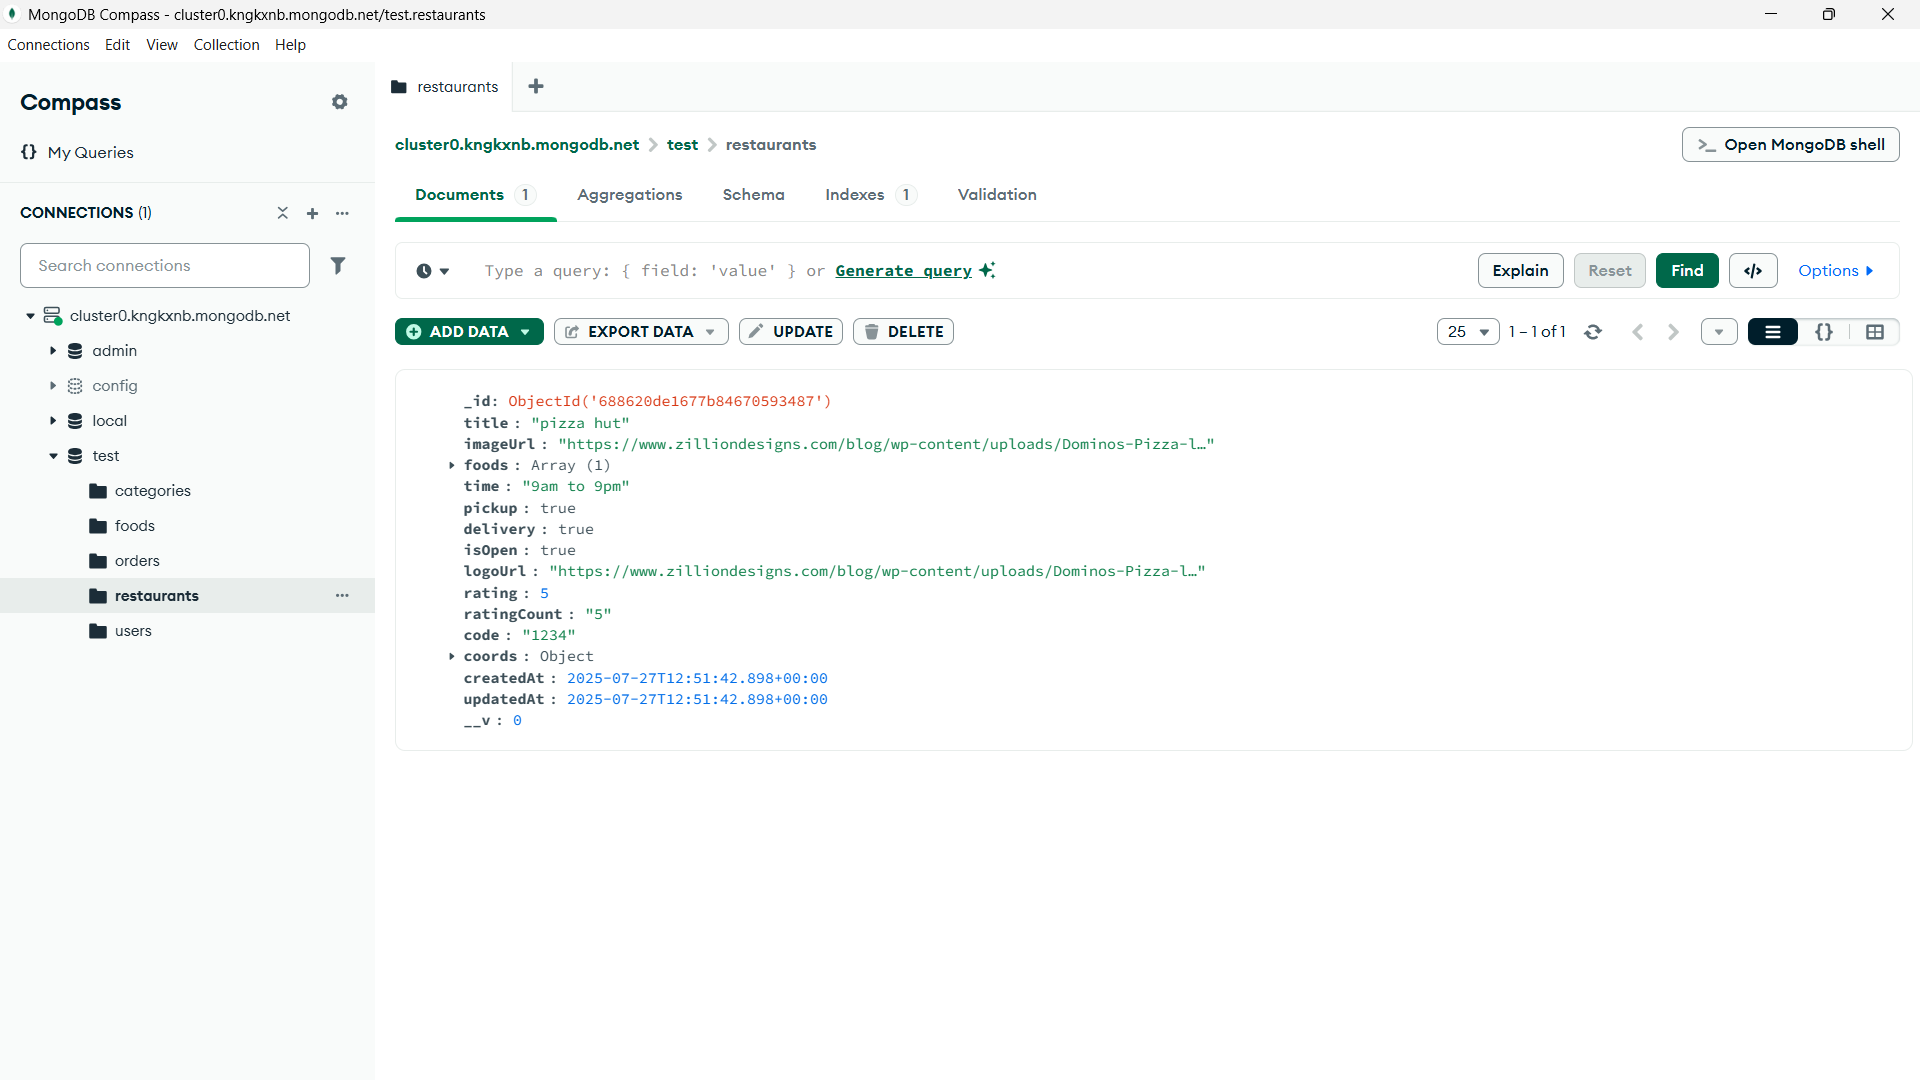 MongoDB Compass - cluster0.kngkxnb.mongodb.net/test.restaurants
Connections Edit View Collection Help
Compass
{} My Queries
CONNECTIONS (1)
Search connections
cluster0.kngkxnb.mongodb.net
admin
config
local
test
categories
foods
orders
restaurants
users
restaurants
cluster0.kngkxnb.mongodb.net > test > restaurants
>_ Open MongoDB shell
Documents 1 Aggregations Schema Indexes 1 Validation
Type a query: { field: 'value' } or Generate query
Explain Reset Find </> Options
ADD DATA EXPORT DATA UPDATE DELETE
25 1 – 1 of 1 {}
_id: ObjectId('688620de1677b84670593487')
title : "pizza hut"
imageUrl : "https://www.zilliondesigns.com/blog/wp-content/uploads/Dominos-Pizza-l…"
foods : Array (1)
time : "9am to 9pm"
pickup : true
delivery : true
isOpen : true
logoUrl : "https://www.zilliondesigns.com/blog/wp-content/uploads/Dominos-Pizza-l…"
rating : 5
ratingCount : "5"
code : "1234"
coords : Object
createdAt : 2025-07-27T12:51:42.898+00:00
updatedAt : 2025-07-27T12:51:42.898+00:00
__v : 0